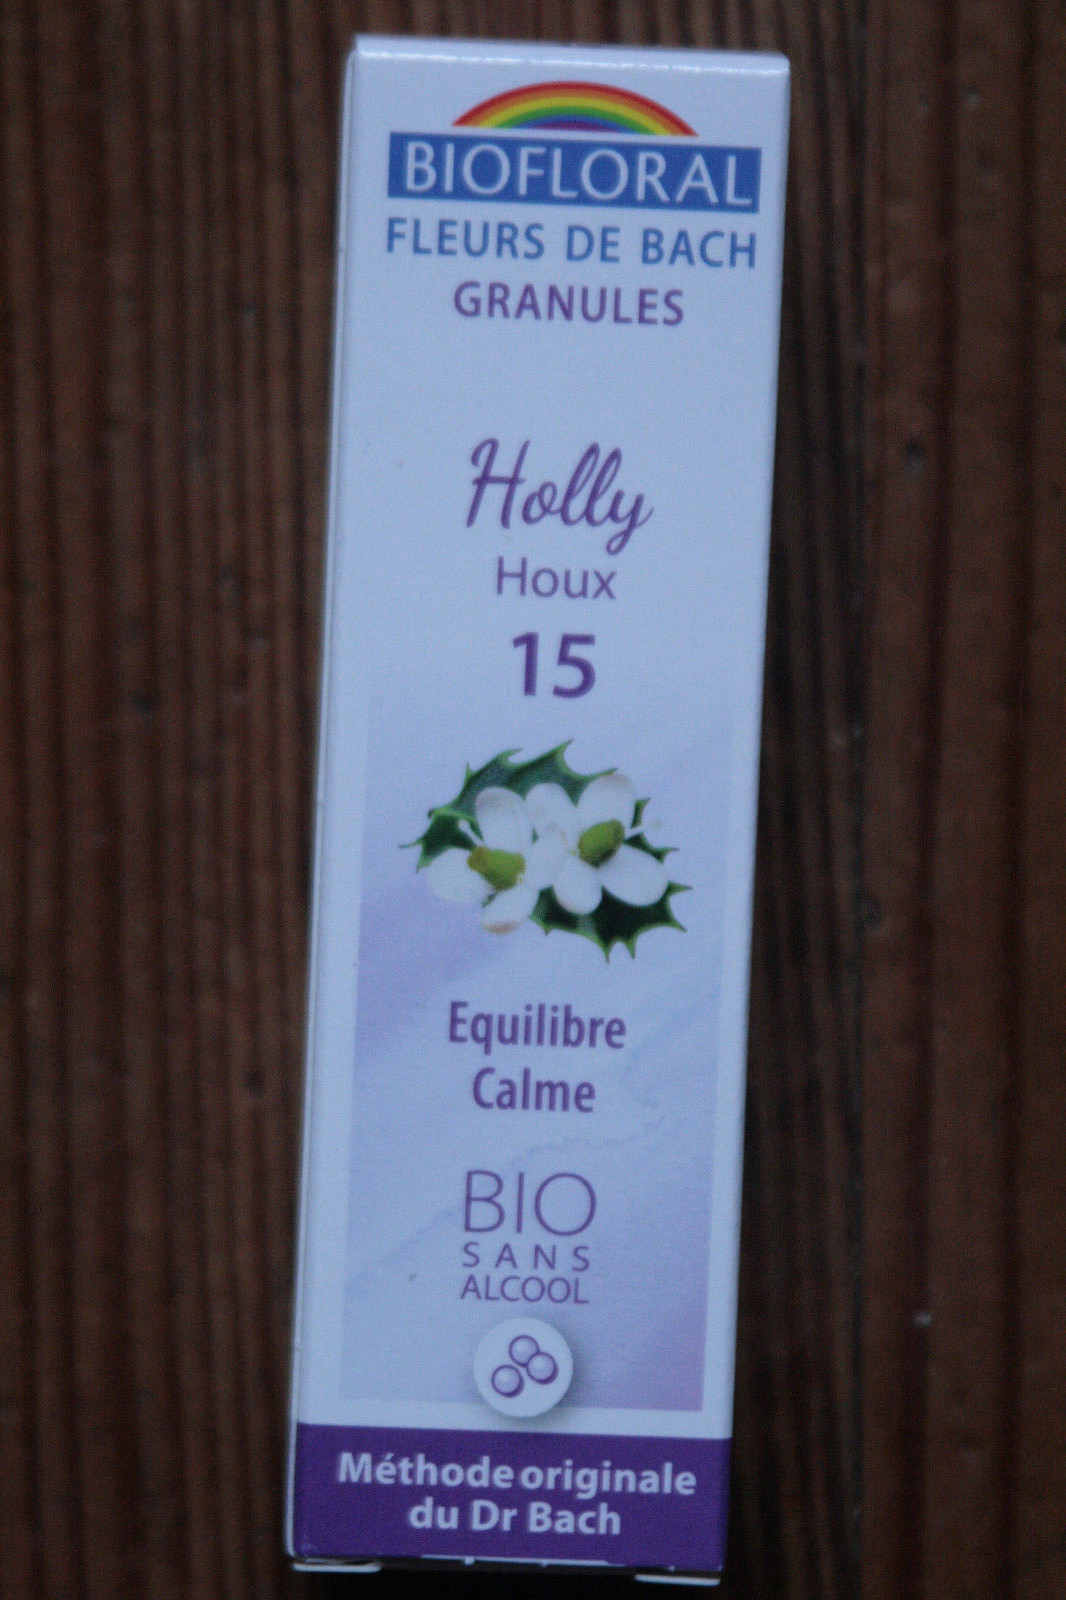 BIOFLORAL
FLEURS DE BACH
GRANULES
Holly
Houx
15
Equilibre
Calme
BIO
SANS
ALCOOL
Méthode originale
du Dr Bach